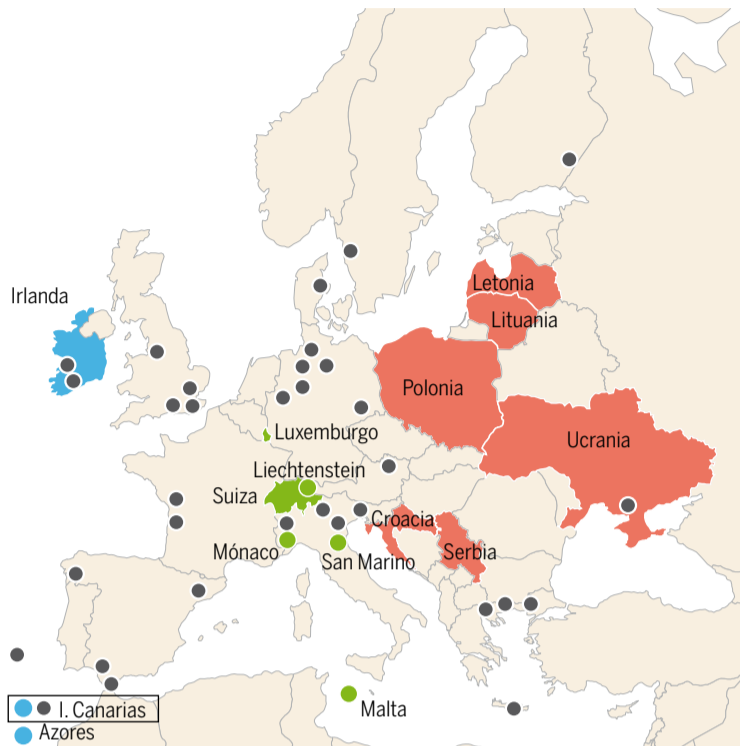 Letonia
Irlanda
Lituania
Polonia
Ucrania
Luxemburgo
Liechtenstein
Suiza
Croacia
Mónaco
San Marino
Serbia
I. Canarias
Malta
Azores